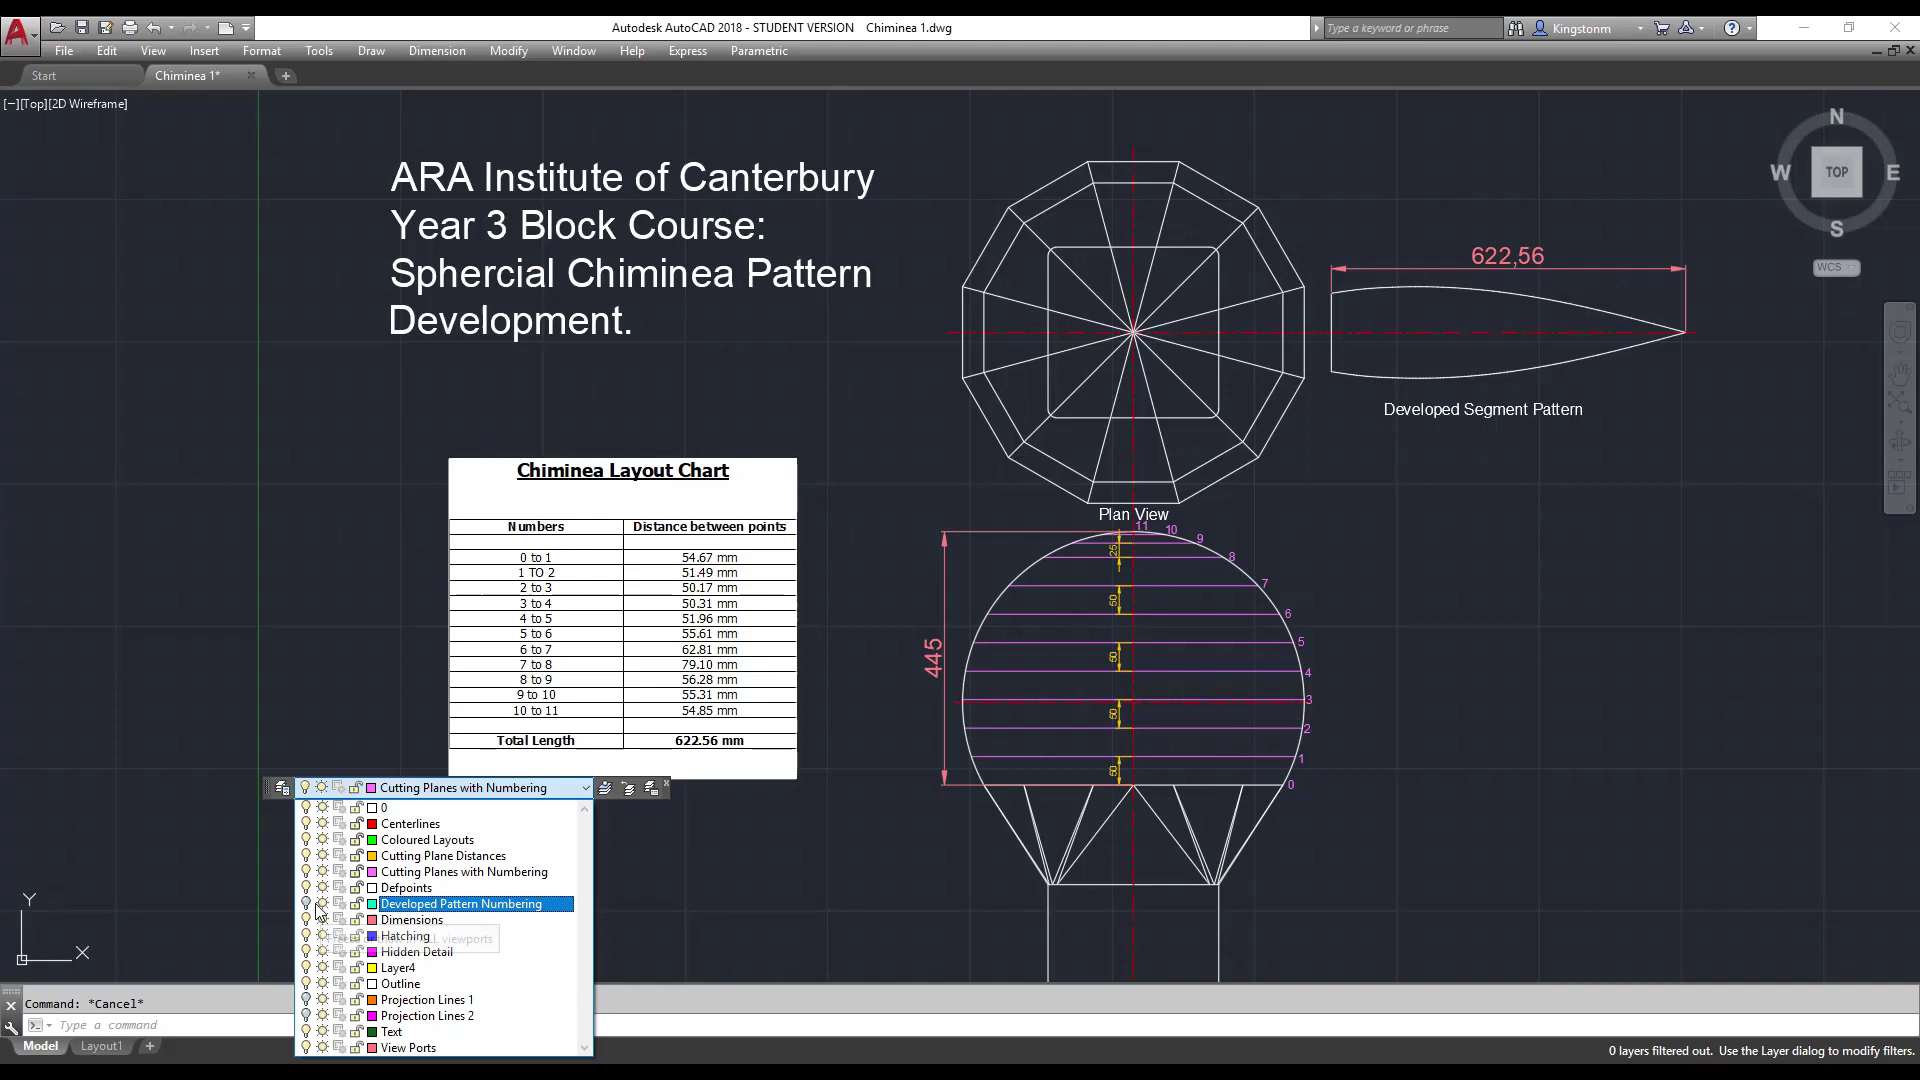 Autodesk AutoCAD 2018 - STUDENT VERSION Chiminea 1.dwg
Type a keyword or phrase
Kingstonm
File Edit View Insert Format Tools Draw Dimension Modify Window Help Express Parametric
Start
Chiminea 1*
[−][Top][2D Wireframe]
N
W
TOP
E
S
WCS
ARA Institute of Canterbury
Year 3 Block Course:
Sphercial Chiminea Pattern
Development.
622,56
Developed Segment Pattern
Plan View
11
10
9
8
7
6
5
4
3
2
1
0
25
50
50
50
50
445
Chiminea Layout Chart
Numbers Distance between points
0 to 1 54.67 mm
1 TO 2 51.49 mm
2 to 3 50.17 mm
3 to 4 50.31 mm
4 to 5 51.96 mm
5 to 6 55.61 mm
6 to 7 62.81 mm
7 to 8 79.10 mm
8 to 9 56.28 mm
9 to 10 55.31 mm
10 to 11 54.85 mm
Total Length 622.56 mm
Cutting Planes with Numbering
0
Centerlines
Coloured Layouts
Cutting Plane Distances
Cutting Planes with Numbering
Defpoints
Developed Pattern Numbering
Dimensions
Hatching
Hidden Detail
Layer4
Outline
Projection Lines 1
Projection Lines 2
Text
View Ports
viewports
Y
X
Command: *Cancel*
Type a command
Model Layout1
0 layers filtered out. Use the Layer dialog to modify filters.